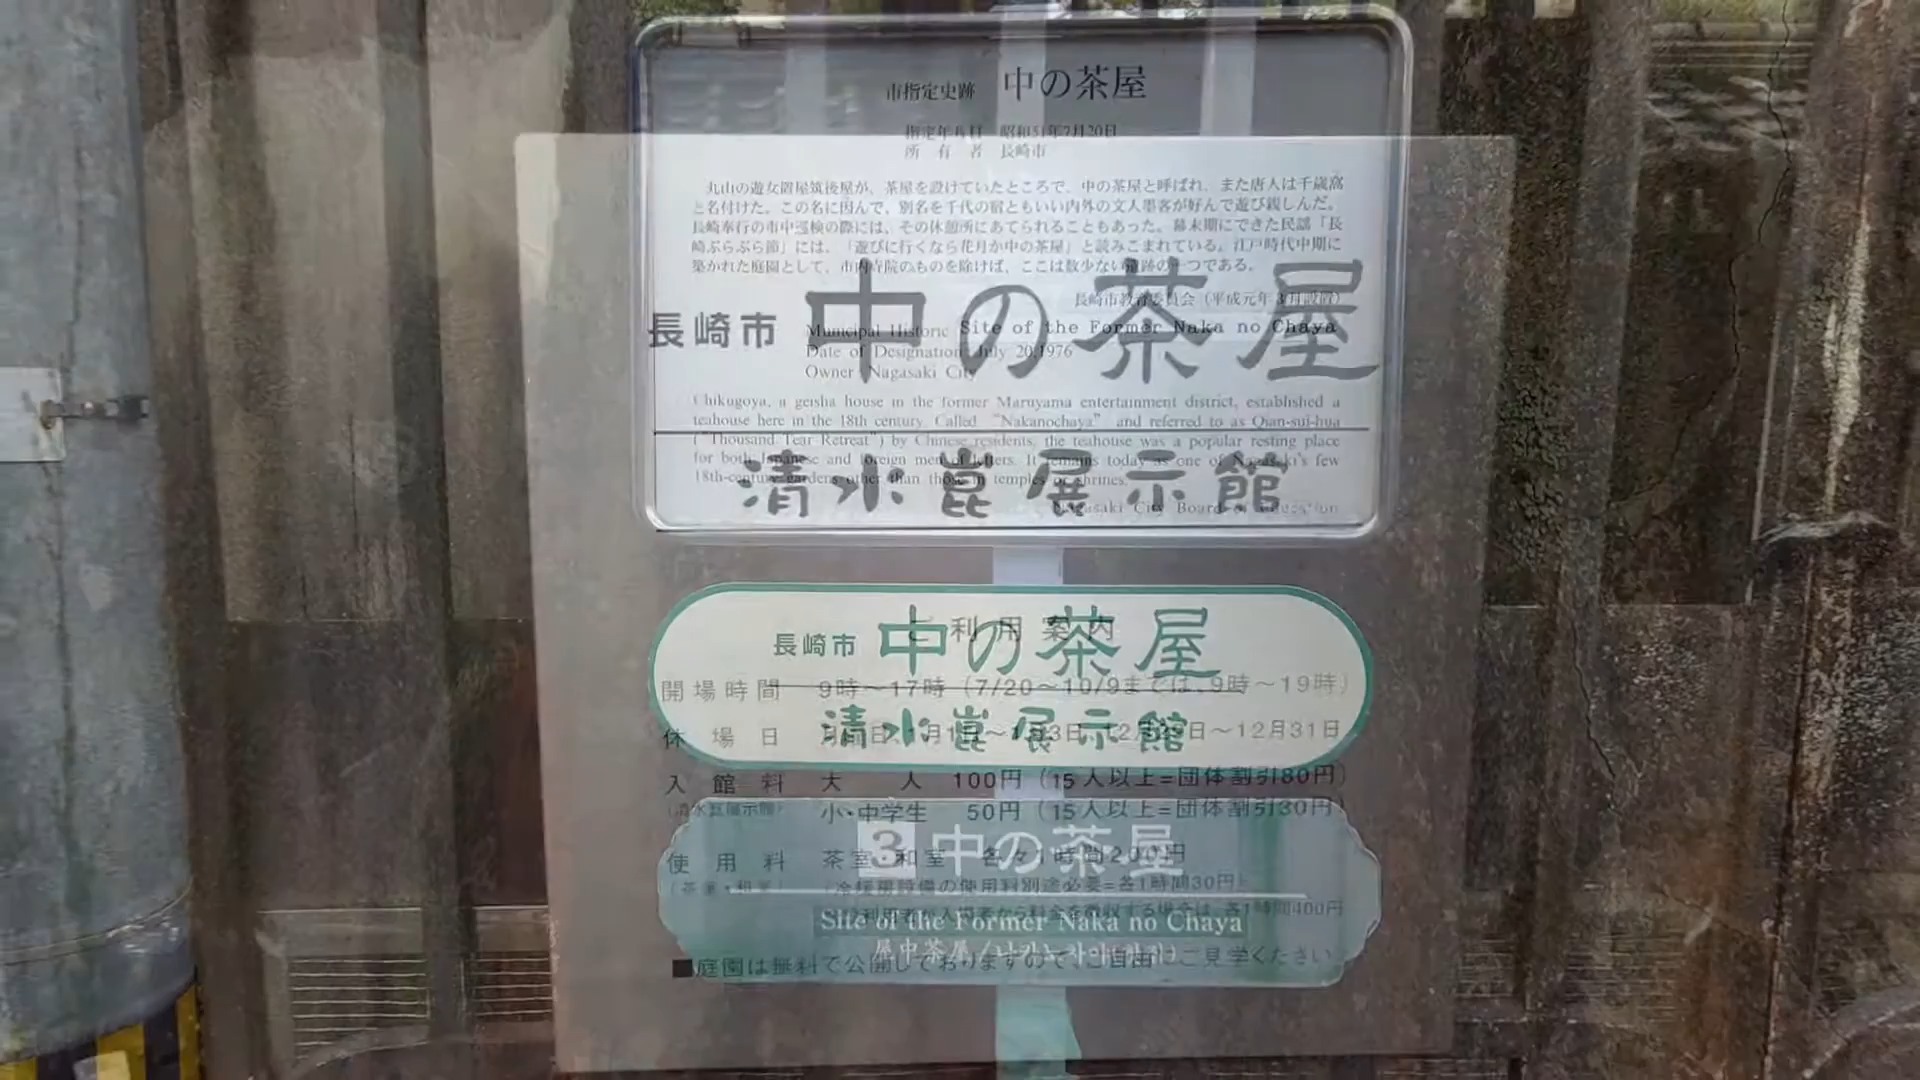 市指定史跡 中の茶屋
指定年月日 昭和51年7月20日
所有者 長崎市
丸山の遊女置屋筑後屋が、茶屋を設けていたところで、中の茶屋と呼ばれ、また唐人は千歳窩
と名付けた。この名に因んで、別名を千代の宿ともいい内外の文人墨客が好んで遊び親しんだ。
長崎奉行の市中巡検の際には、その休憩所にあてられることもあった。幕末期にできた民謡「長
崎ぶらぶら節」には、「遊びに行くなら花月か中の茶屋」と読みこまれている。江戸時代中期に
築かれた庭園として、市内寺院のものを除けば、ここは数少ない遺跡の一つである。
長崎市教育委員会(平成元年3月設置)
長崎市 中の茶屋
Municipal Historic Site of the Former Naka no Chaya
Date of Designation July 20,1976
Owner Nagasaki City
Chikugoya, a geisha house in the former Maruyama entertainment district, established a
teahouse here in the 18th century. Called "Nakanochaya" and referred to as Qian-sui-hua
("Thousand Tear Retreat") by Chinese residents, the teahouse was a popular resting place
for both Japanese and foreign men of letters. It remains today as one of Nagasaki's few
18th-century gardens other than those in temples or shrines.
清水崑展示館
Nagasaki City Board of Education
長崎市 中の茶屋
清水崑展示館
ご利用案内
開場時間 9時〜17時(7/20〜10/9までは、9時〜19時)
休場日 12月29日〜12月31日
入館料 大人 100円(15人以上=団体割引80円)
(清水崑展示館) 小・中学生 50円(15人以上=団体割引30円)
3 中の茶屋
使用料 茶室・和室 各々1時間200円
(冷暖房設備の使用料別途必要=各1時間30円)
各1時間400円
Site of the Former Naka no Chaya
■庭園は無料で公開しておりますので、ご自由にご見学ください